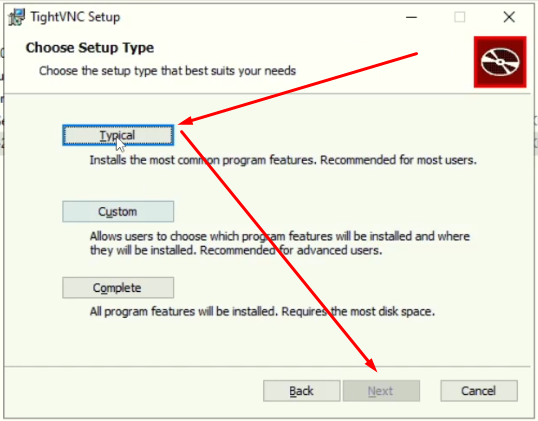 TightVNC Setup
Choose Setup Type
Choose the setup type that best suits your needs
Typical
Installs the most common program features. Recommended for most users.
Custom
Allows users to choose which program features will be installed and where
they will be installed. Recommended for advanced users.
Complete
All program features will be installed. Requires the most disk space.
Back
Next
Cancel